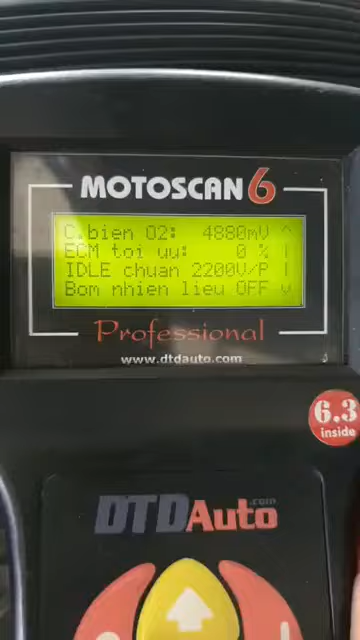 MOTOSCAN 6
C.bien O2: 4880mV ^
ECM toi uu: 0 % |
IDLE chuan 2200V/P |
Bom nhien lieu OFF v
Professional
www.dtdauto.com
6.3
inside
DTDAuto.com